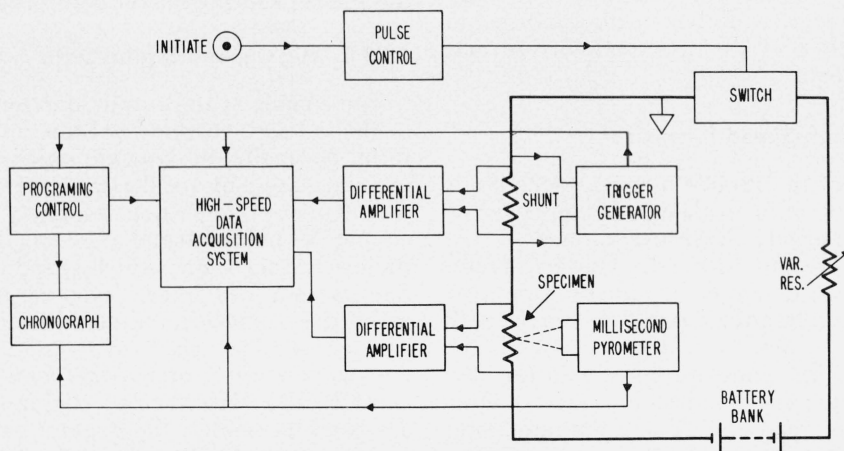 INITIATE
PULSE
CONTROL
SWITCH
PROGRAMING
CONTROL
HIGH-SPEED
DATA
ACQUISITION
SYSTEM
DIFFERENTIAL
AMPLIFIER
SHUNT
TRIGGER
GENERATOR
VAR.
RES.
CHRONOGRAPH
DIFFERENTIAL
AMPLIFIER
SPECIMEN
MILLISECOND
PYROMETER
BATTERY
BANK